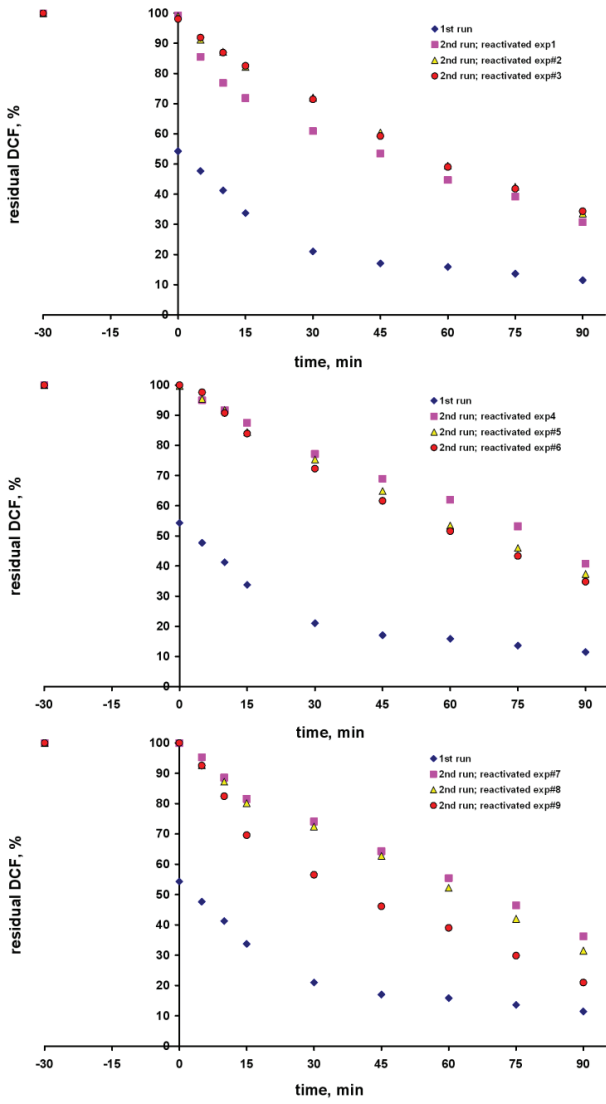 100
90
80
70
60
50
40
30
20
10
0
residual DCF, %
1st run
2nd run; reactivated exp1
2nd run; reactivated exp#2
2nd run; reactivated exp#3
-30 -15 0 15 30 45 60 75 90
time, min
100
90
80
70
60
50
40
30
20
10
0
residual DCF, %
1st run
2nd run; reactivated exp4
2nd run; reactivated exp#5
2nd run; reactivated exp#6
-30 -15 0 15 30 45 60 75 90
time, min
100
90
80
70
60
50
40
30
20
10
0
residual DCF, %
1st run
2nd run; reactivated exp#7
2nd run; reactivated exp#8
2nd run; reactivated exp#9
-30 -15 0 15 30 45 60 75 90
time, min